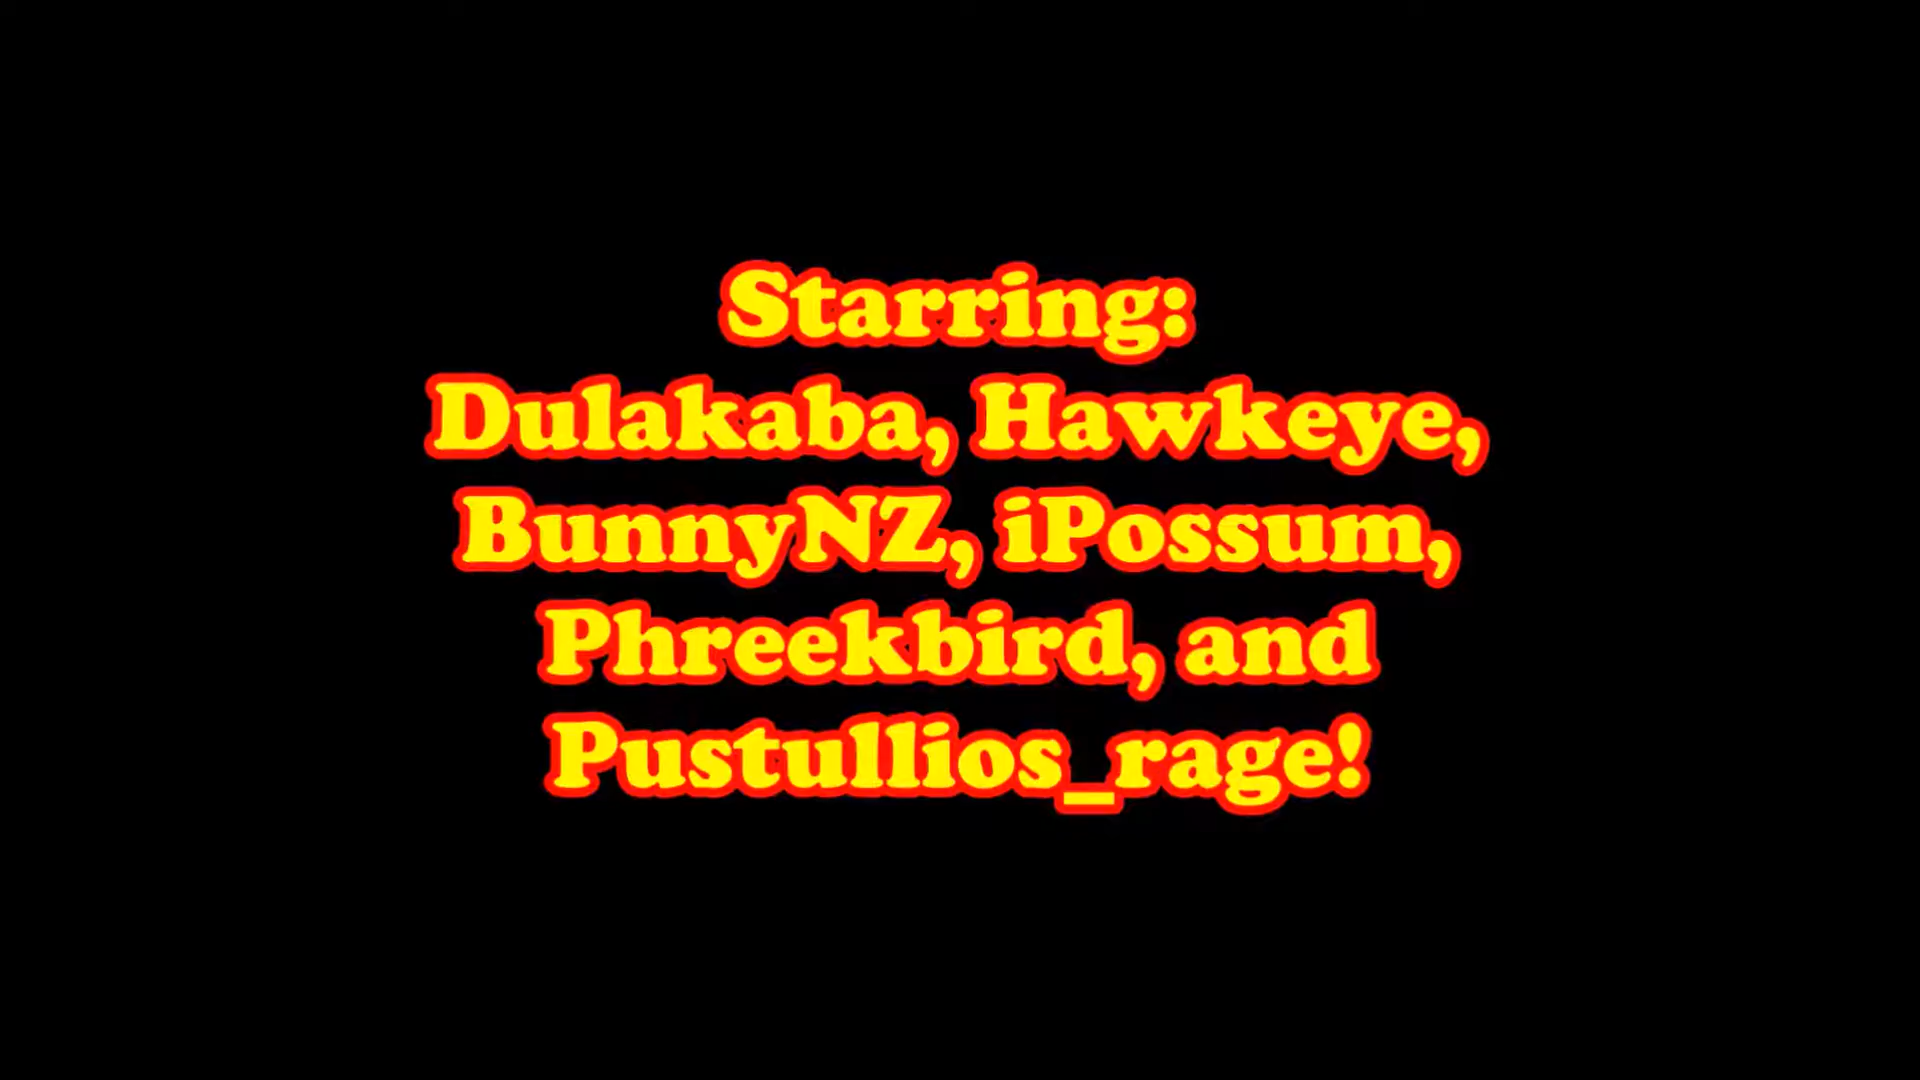 Starring:
Dulakaba, Hawkeye,
BunnyNZ, iPossum,
Phreekbird, and
Pustullios_rage!